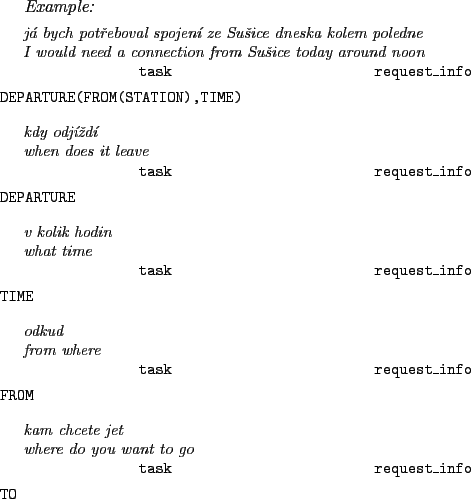 Example:
já bych potřeboval spojení ze Sušice dneska kolem poledne
I would need a connection from Sušice today around noon
task request_info
DEPARTURE(FROM(STATION),TIME)
kdy odjíždí
when does it leave
task request_info
DEPARTURE
v kolik hodin
what time
task request_info
TIME
odkud
from where
task request_info
FROM
kam chcete jet
where do you want to go
task request_info
TO